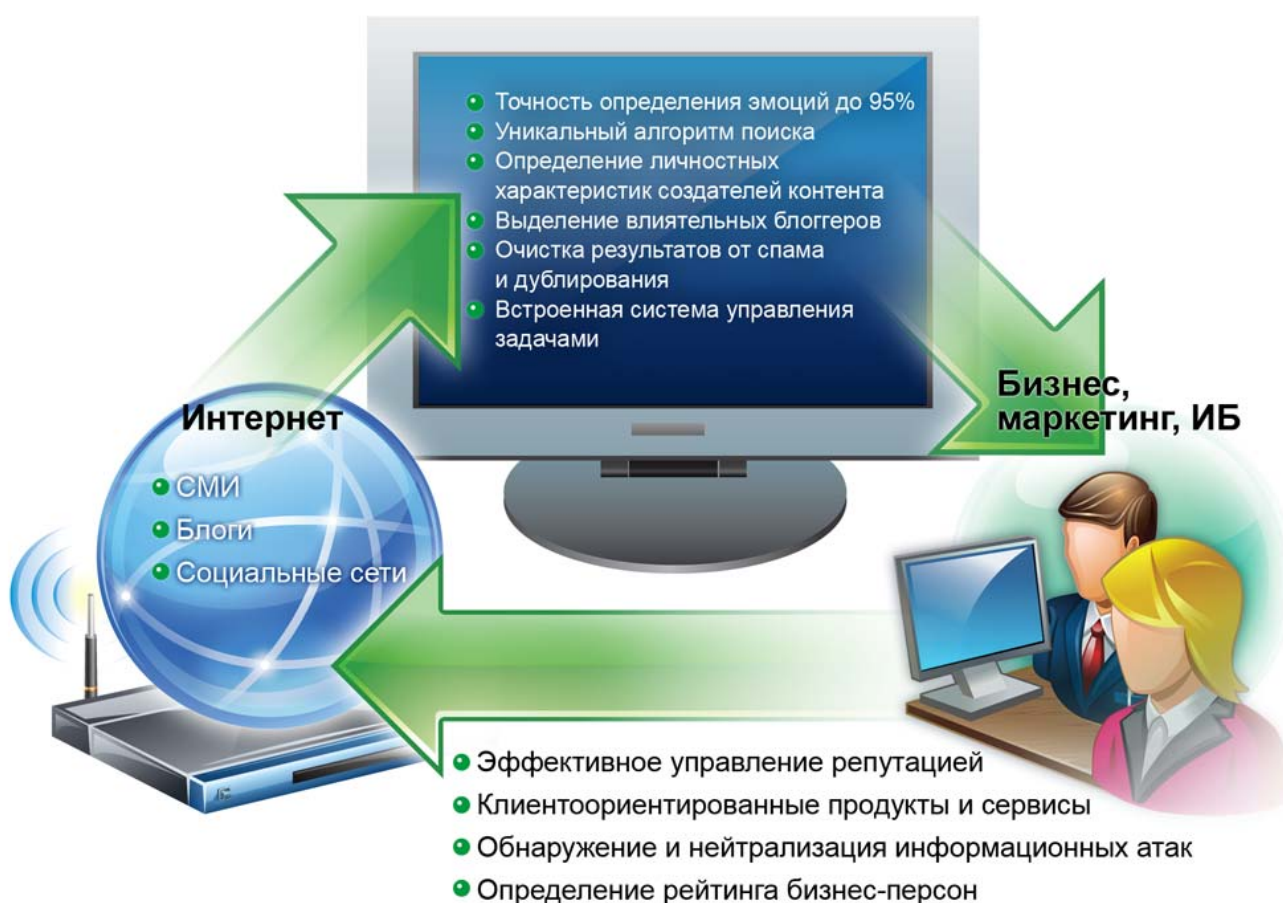 Точность определения эмоций до 95%
Уникальный алгоритм поиска
Определение личностных
характеристик создателей контента
Выделение влиятельных блоггеров
Очистка результатов от спама
и дублирования
Встроенная система управления
задачами
Интернет
СМИ
Блоги
Социальные сети
Бизнес,
маркетинг, ИБ
Эффективное управление репутацией
Клиентоориентированные продукты и сервисы
Обнаружение и нейтрализация информационных атак
Определение рейтинга бизнес-персон